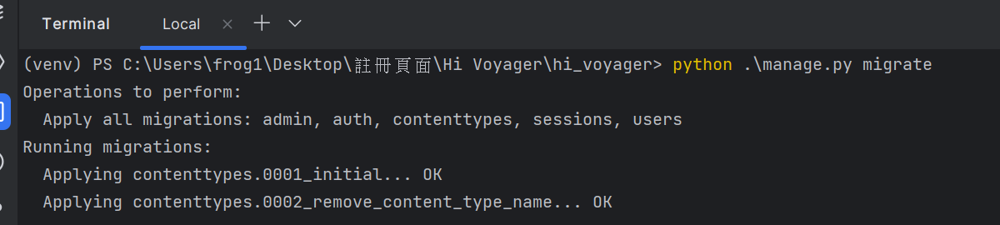 Terminal Local
(venv) PS C:\Users\frog1\Desktop\註冊頁面\Hi Voyager\hi_voyager> python .\manage.py migrate
Operations to perform:
  Apply all migrations: admin, auth, contenttypes, sessions, users
Running migrations:
  Applying contenttypes.0001_initial... OK
  Applying contenttypes.0002_remove_content_type_name... OK